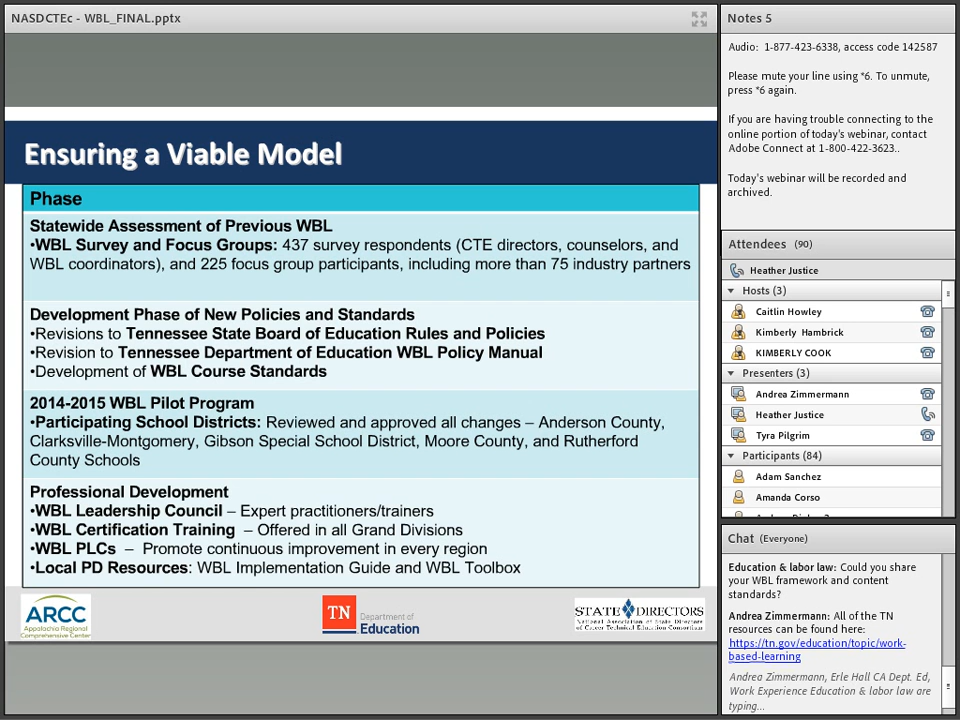 NASDCTEc - WBL_FINAL.pptx
Ensuring a Viable Model
Phase
Statewide Assessment of Previous WBL
•WBL Survey and Focus Groups: 437 survey respondents (CTE directors, counselors, and
WBL coordinators), and 225 focus group participants, including more than 75 industry partners
Development Phase of New Policies and Standards
•Revisions to Tennessee State Board of Education Rules and Policies
•Revision to Tennessee Department of Education WBL Policy Manual
•Development of WBL Course Standards
2014-2015 WBL Pilot Program
•Participating School Districts: Reviewed and approved all changes – Anderson County,
Clarksville-Montgomery, Gibson Special School District, Moore County, and Rutherford
County Schools
Professional Development
•WBL Leadership Council – Expert practitioners/trainers
•WBL Certification Training – Offered in all Grand Divisions
•WBL PLCs – Promote continuous improvement in every region
•Local PD Resources: WBL Implementation Guide and WBL Toolbox
ARCC
Appalachia Regional
Comprehensive Center
TN
Department of
Education
STATE DIRECTORS
National Association of State Directors
of Career Technical Education Consortium
Notes 5
Audio: 1-877-423-6338, access code 142587
Please mute your line using *6. To unmute,
press *6 again.
If you are having trouble connecting to the
online portion of today's webinar, contact
Adobe Connect at 1-800-422-3623..
Today's webinar will be recorded and
archived.
Attendees (90)
Heather Justice
Hosts (3)
Caitlin Howley
Kimberly Hambrick
KIMBERLY COOK
Presenters (3)
Andrea Zimmermann
Heather Justice
Tyra Pilgrim
Participants (84)
Adam Sanchez
Amanda Corso
Chat (Everyone)
Education & labor law: Could you share
your WBL framework and content
standards?
Andrea Zimmermann: All of the TN
resources can be found here:
https://tn.gov/education/topic/work-
based-learning
Andrea Zimmermann, Erle Hall CA Dept. Ed,
Work Experience Education & labor law are
typing...